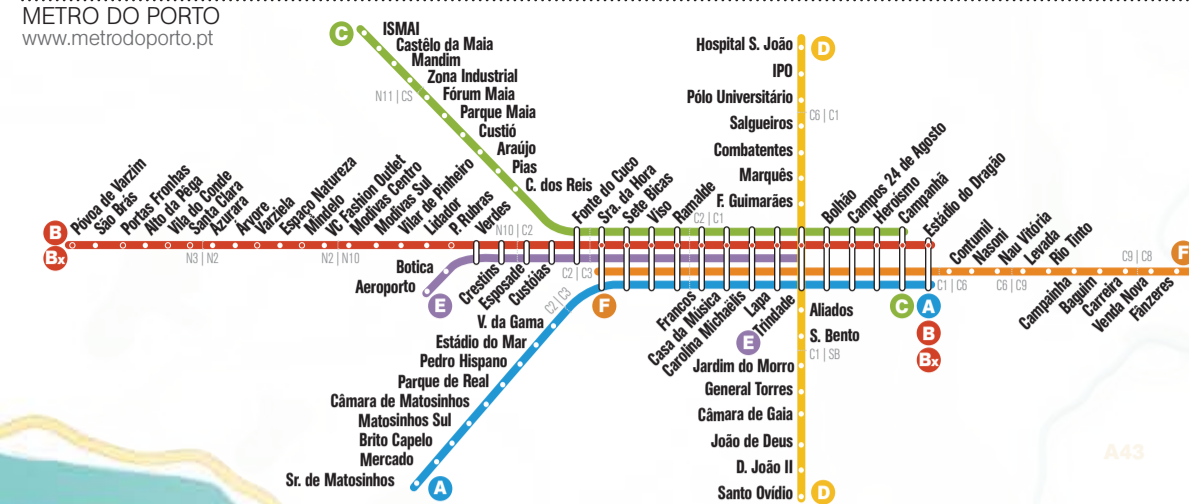 METRO DO PORTO
www.metrodoporto.pt
C
ISMAI
Castêlo da Maia
Mandim
Zona Industrial
N11 | CS
Fórum Maia
Parque Maia
Custió
Araújo
Pias
C. dos Reis
Hospital S. João
D
IPO
Pólo Universitário
C6 | C1
Salgueiros
Combatentes
Marquês
F. Guimarães
B
Bx
Póvoa de Varzim
São Brás
Portas Fronhas
Alto da Pêga
Vila do Conde
Santa Clara
N3 | N2
Azurara
Árvore
Varziela
Espaço Natureza
Mindelo
VC Fashion Outlet
N2 | N10
Modivas Centro
Modivas Sul
Vilar de Pinheiro
Lidador
P. Rubras
Verdes
N10 | C2
Fonte do Cuco
Sra. da Hora
Sete Bicas
Viso
Ramalde
C2 | C1
Bolhão
Campos 24 de Agosto
Heroísmo
Campanhã
Estádio do Dragão
Contumil
Nasoni
Nau Vitória
Levada
Rio Tinto
C9 | C8
F
Botica
Aeroporto
E
Crestins
Esposade
Custóias
C2 | C3
C2 | C3
F
Francos
Casa da Música
Carolina Michaëlis
Lapa
Trindade
E
C
A
B
Bx
C1 | C6
C6 | C9
Campainha
Baguim
Carreira
Venda Nova
Fânzeres
V. da Gama
Estádio do Mar
Pedro Hispano
Parque de Real
Câmara de Matosinhos
Matosinhos Sul
Brito Capelo
Mercado
Sr. de Matosinhos
A
Aliados
S. Bento
C1 | SB
Jardim do Morro
General Torres
Câmara de Gaia
João de Deus
D. João II
Santo Ovídio
D
A43